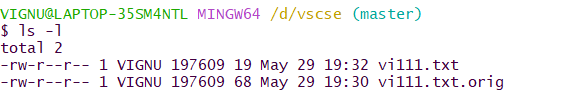 VIGNU@LAPTOP-35SM4NTL MINGW64 /d/vscse (master)
$ ls -l
total 2
-rw-r--r-- 1 VIGNU 197609 19 May 29 19:32 vi111.txt
-rw-r--r-- 1 VIGNU 197609 68 May 29 19:30 vi111.txt.orig